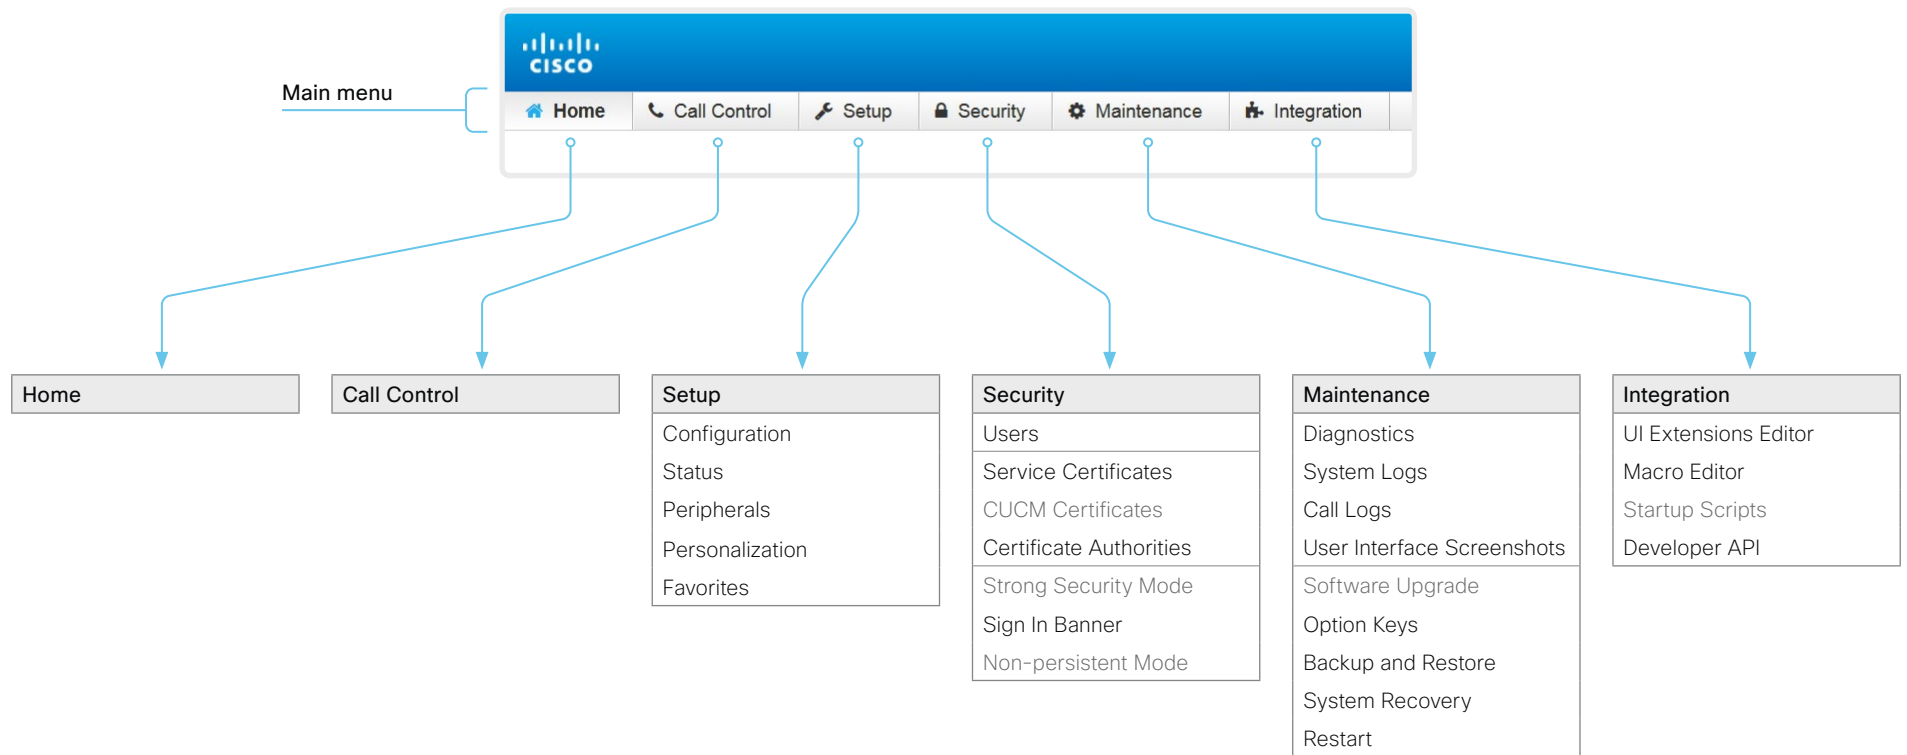 CISCO
Main menu
Home
Call Control
Setup
Security
Maintenance
Integration
Home
Call Control
Setup
Configuration
Status
Peripherals
Personalization
Favorites
Security
Users
Service Certificates
CUCM Certificates
Certificate Authorities
Strong Security Mode
Sign In Banner
Non-persistent Mode
Maintenance
Diagnostics
System Logs
Call Logs
User Interface Screenshots
Software Upgrade
Option Keys
Backup and Restore
System Recovery
Restart
Integration
UI Extensions Editor
Macro Editor
Startup Scripts
Developer API